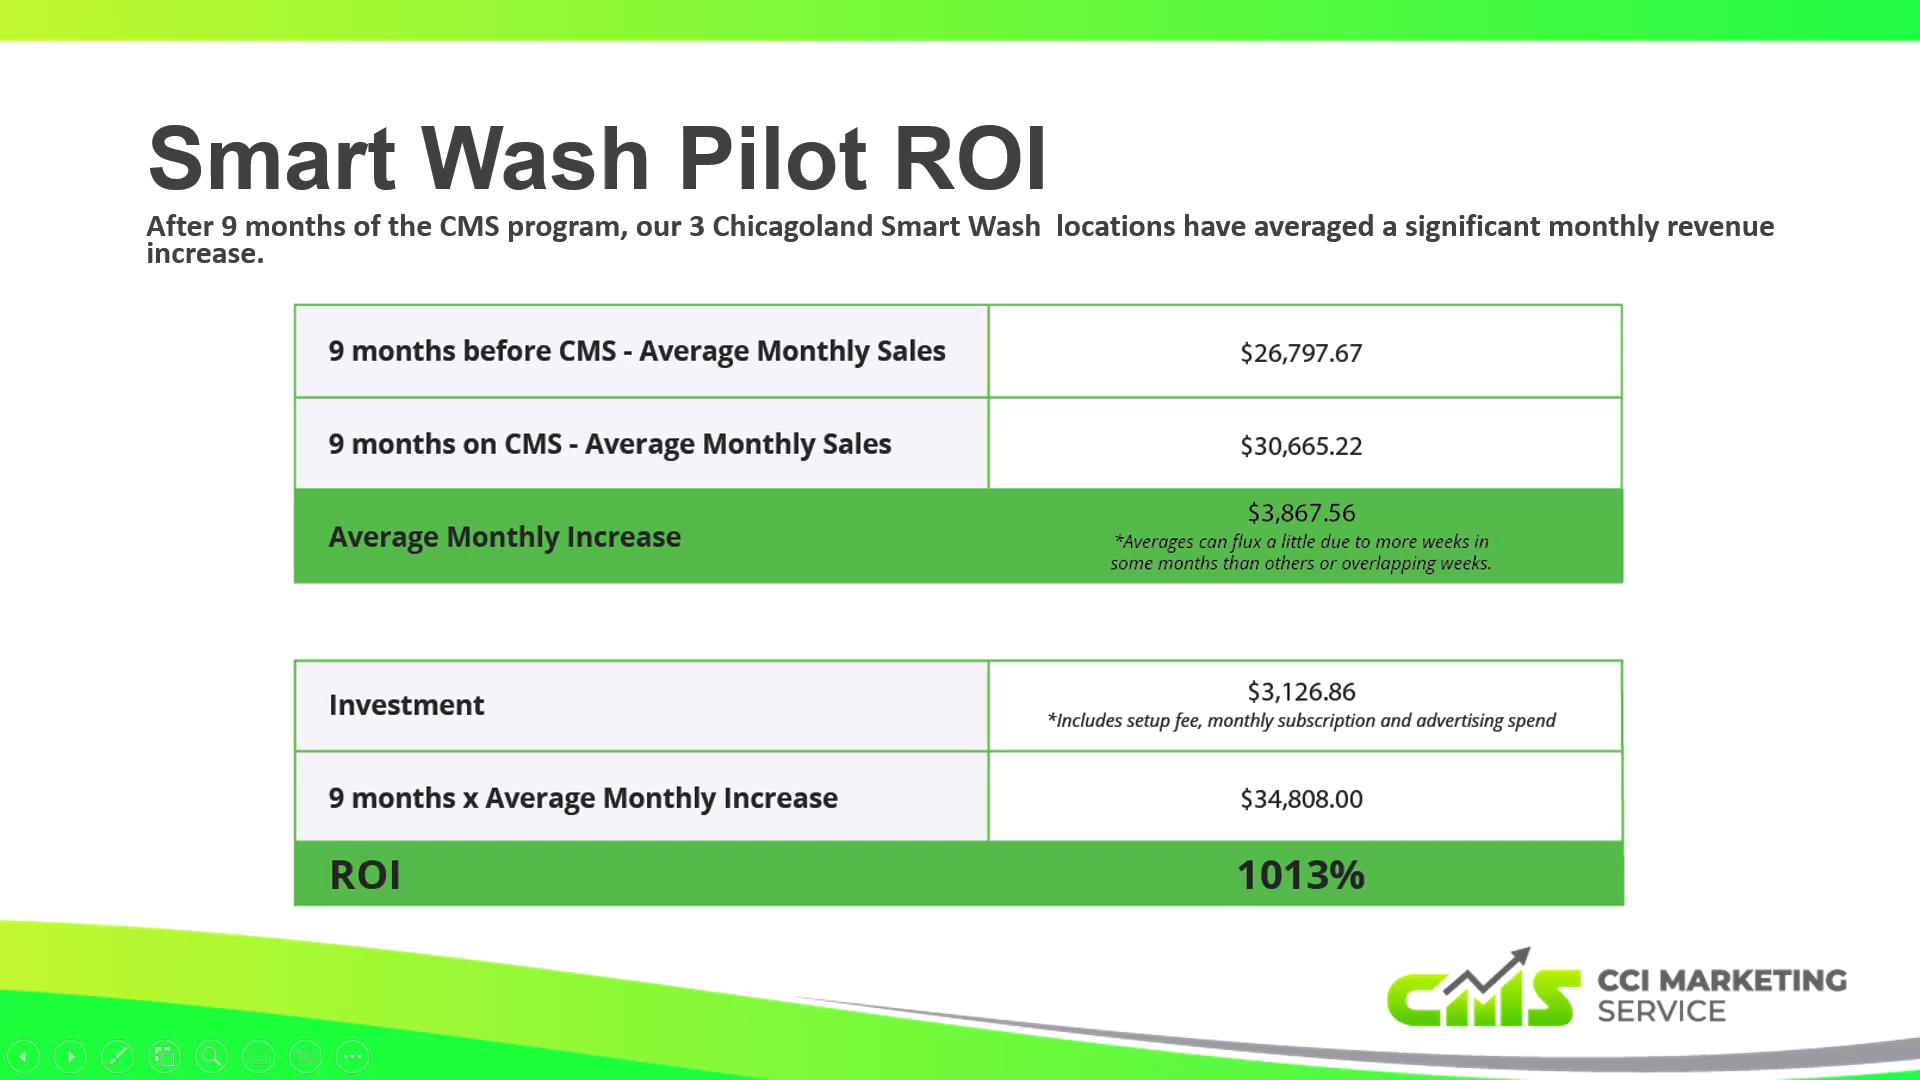 Smart Wash Pilot ROI
After 9 months of the CMS program, our 3 Chicagoland Smart Wash  locations have averaged a significant monthly revenue
increase.
9 months before CMS - Average Monthly Sales
$26,797.67
9 months on CMS - Average Monthly Sales
$30,665.22
Average Monthly Increase
$3,867.56
*Averages can flux a little due to more weeks in
some months than others or overlapping weeks.
Investment
$3,126.86
*Includes setup fee, monthly subscription and advertising spend
9 months x Average Monthly Increase
$34,808.00
ROI
1013%
CMS
CCI MARKETING
SERVICE